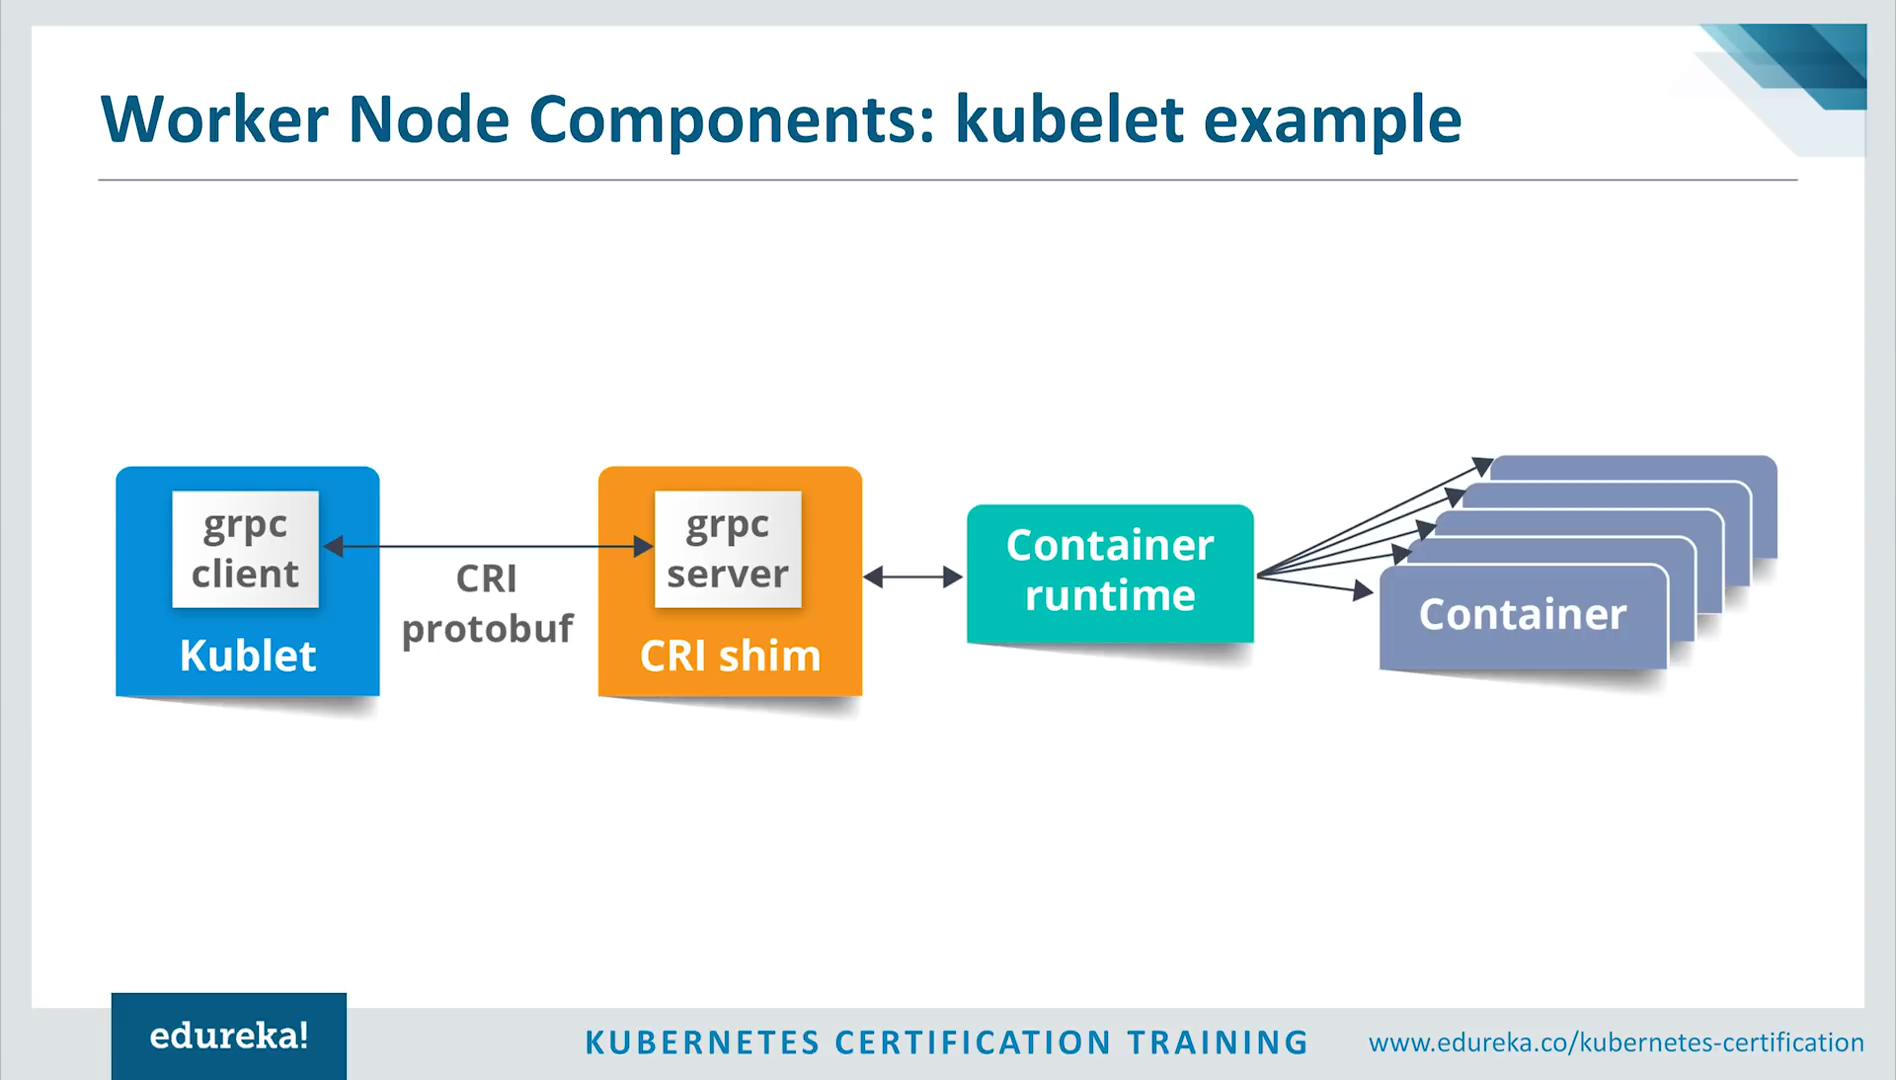 Worker Node Components: kubelet example
grpc
client
Kublet
CRI
protobuf
grpc
server
CRI shim
Container
runtime
Container
edureka!
KUBERNETES CERTIFICATION TRAINING
www.edureka.co/kubernetes-certification